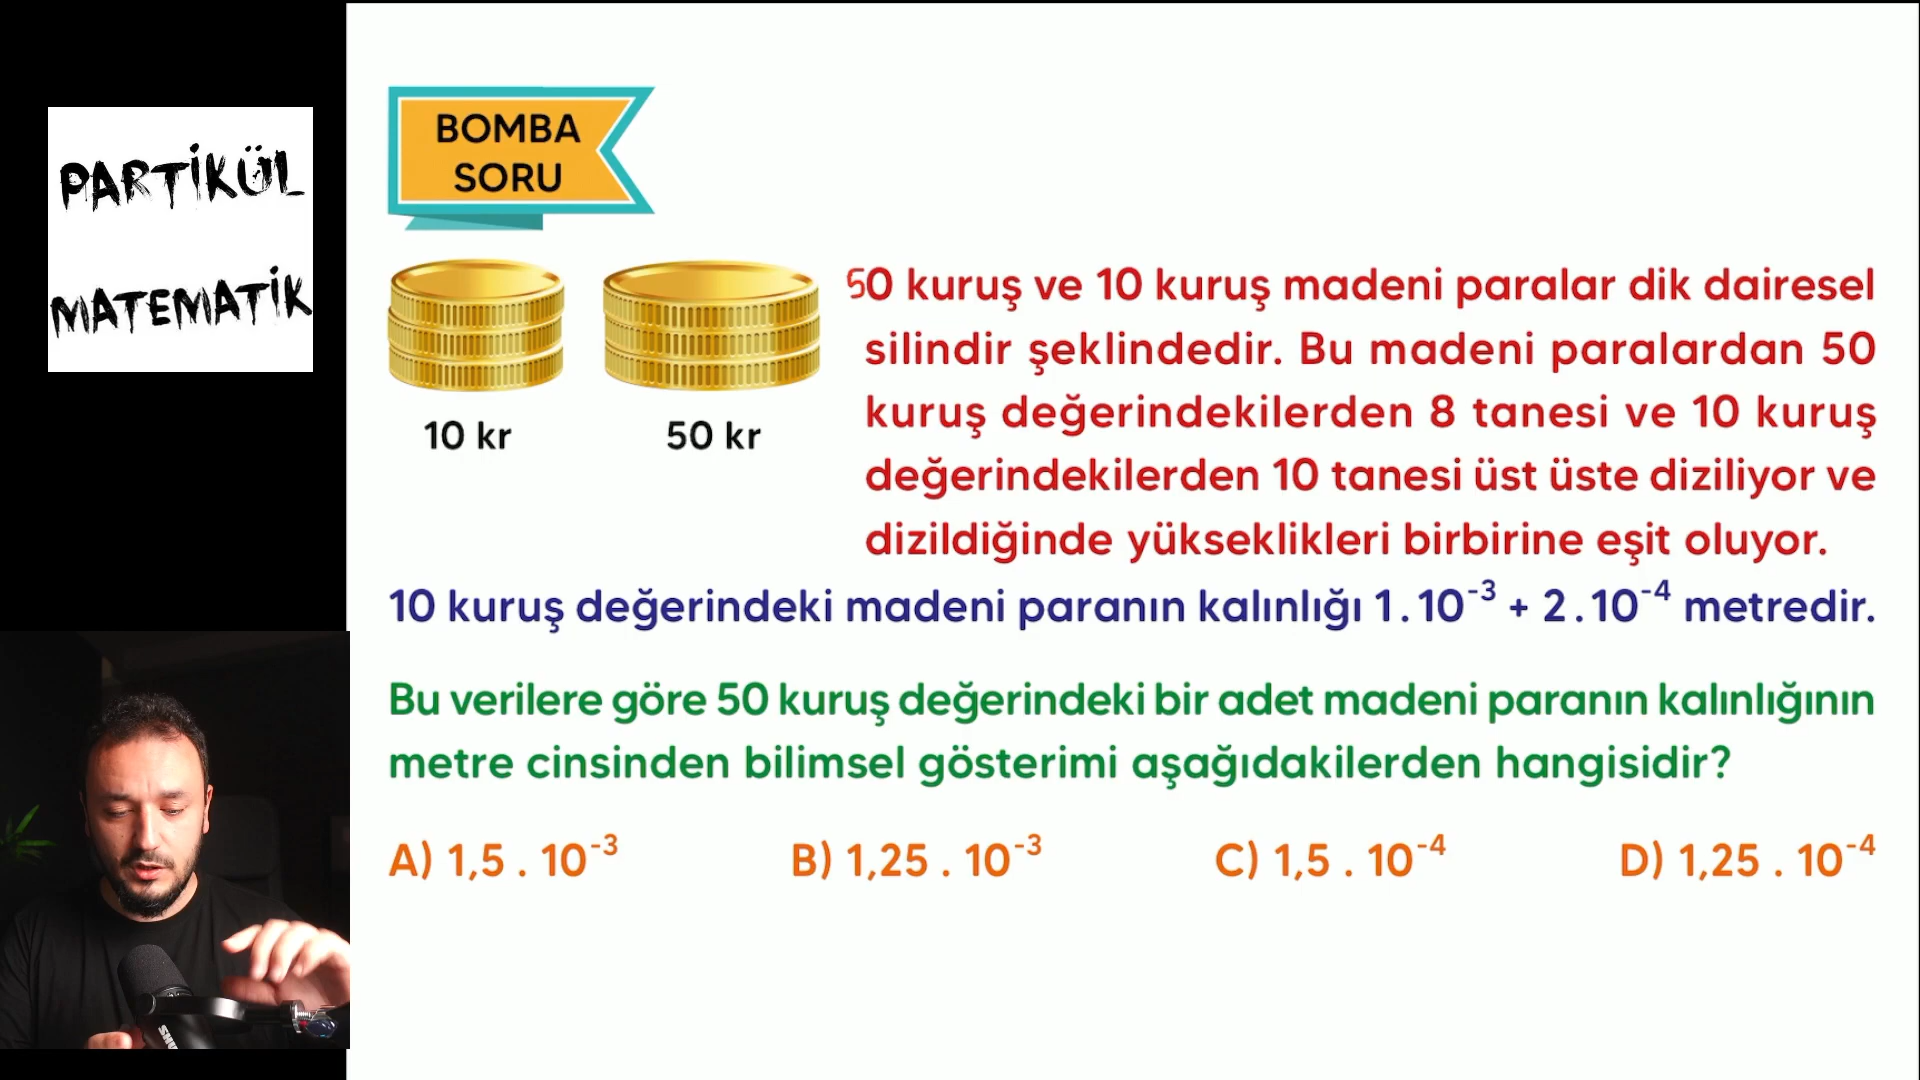 PARTİKÜL
MATEMATİK
BOMBA
SORU
10 kr
50 kr
50 kuruş ve 10 kuruş madeni paralar dik dairesel
silindir şeklindedir. Bu madeni paralardan 50
kuruş değerindekilerden 8 tanesi ve 10 kuruş
değerindekilerden 10 tanesi üst üste diziliyor ve
dizildiğinde yükseklikleri birbirine eşit oluyor.
10 kuruş değerindeki madeni paranın kalınlığı 1.10⁻³ + 2.10⁻⁴ metredir.
Bu verilere göre 50 kuruş değerindeki bir adet madeni paranın kalınlığının
metre cinsinden bilimsel gösterimi aşağıdakilerden hangisidir?
A) 1,5 . 10⁻³ B) 1,25 . 10⁻³ C) 1,5 . 10⁻⁴ D) 1,25 . 10⁻⁴